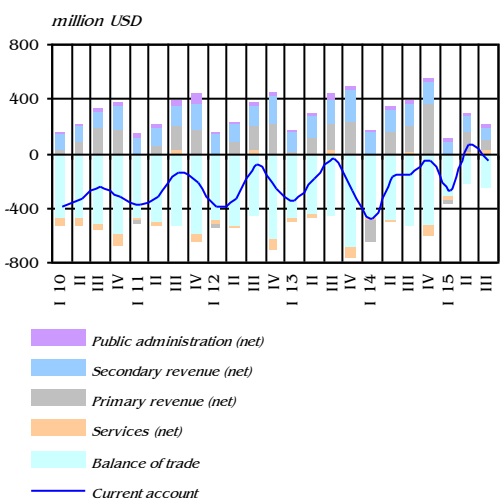 million USD
800
400
0
-400
-800
I 10
II
III
IV
I 11
II
III
IV
I 12
II
III
IV
I 13
II
III
IV
I 14
II
III
IV
I 15
II
III
Public administration (net)
Secondary revenue (net)
Primary revenue (net)
Services (net)
Balance of trade
Current account